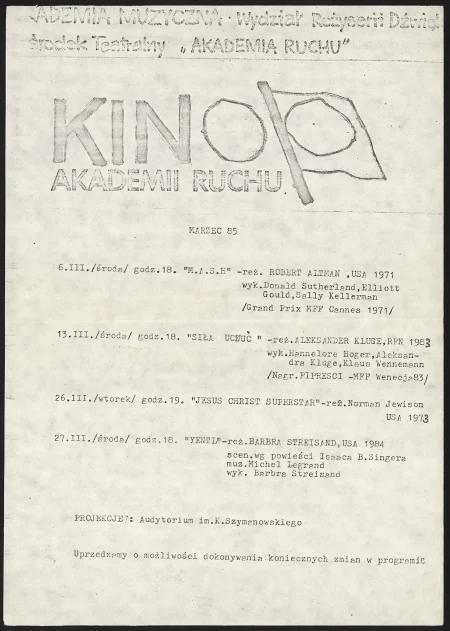 KADEMIA MUZYCZNA · Wydział Reżyserii Dźwię
środek Teatralny „AKADEMIA RUCHU"
KINO
AKADEMII RUCHU
MARZEC 85
6.III./środa/ godz.18. "M.A.S.H" -reż. ROBERT ALTMAN ,USA 1971
wyk.Donald Sutherland,Elliott
Gould,Sally Kellerman
/Grand Prix MFF Cannes 1971/
13.III./środa/ godz.18. "SIŁA UCZUĆ " -reż.ALEKSANDER KLUGE,RFN 1983
wyk.Hannelore Hoger,Aleksan-
dra Kluge,Klaus Wennemann
/Nagr.FIPRESCI -MFF Wenecja83/
26.III./wtorek/ godz.19. "JESUS CHRIST SUPERSTAR"-reż.Norman Jewison
USA 1973
27.III./środa/ godz.18. "YENTL"-reż.BARBRA STREISAND,USA 1984
scen.wg powieści Isaaca B.Singera
muz.Michel Legrand
wyk. Barbra Streizand
PROJEKCJE: Audytorium im.K.Szymanowskiego
Uprzedzamy o możliwości dokonywania koniecznych zmian w programie